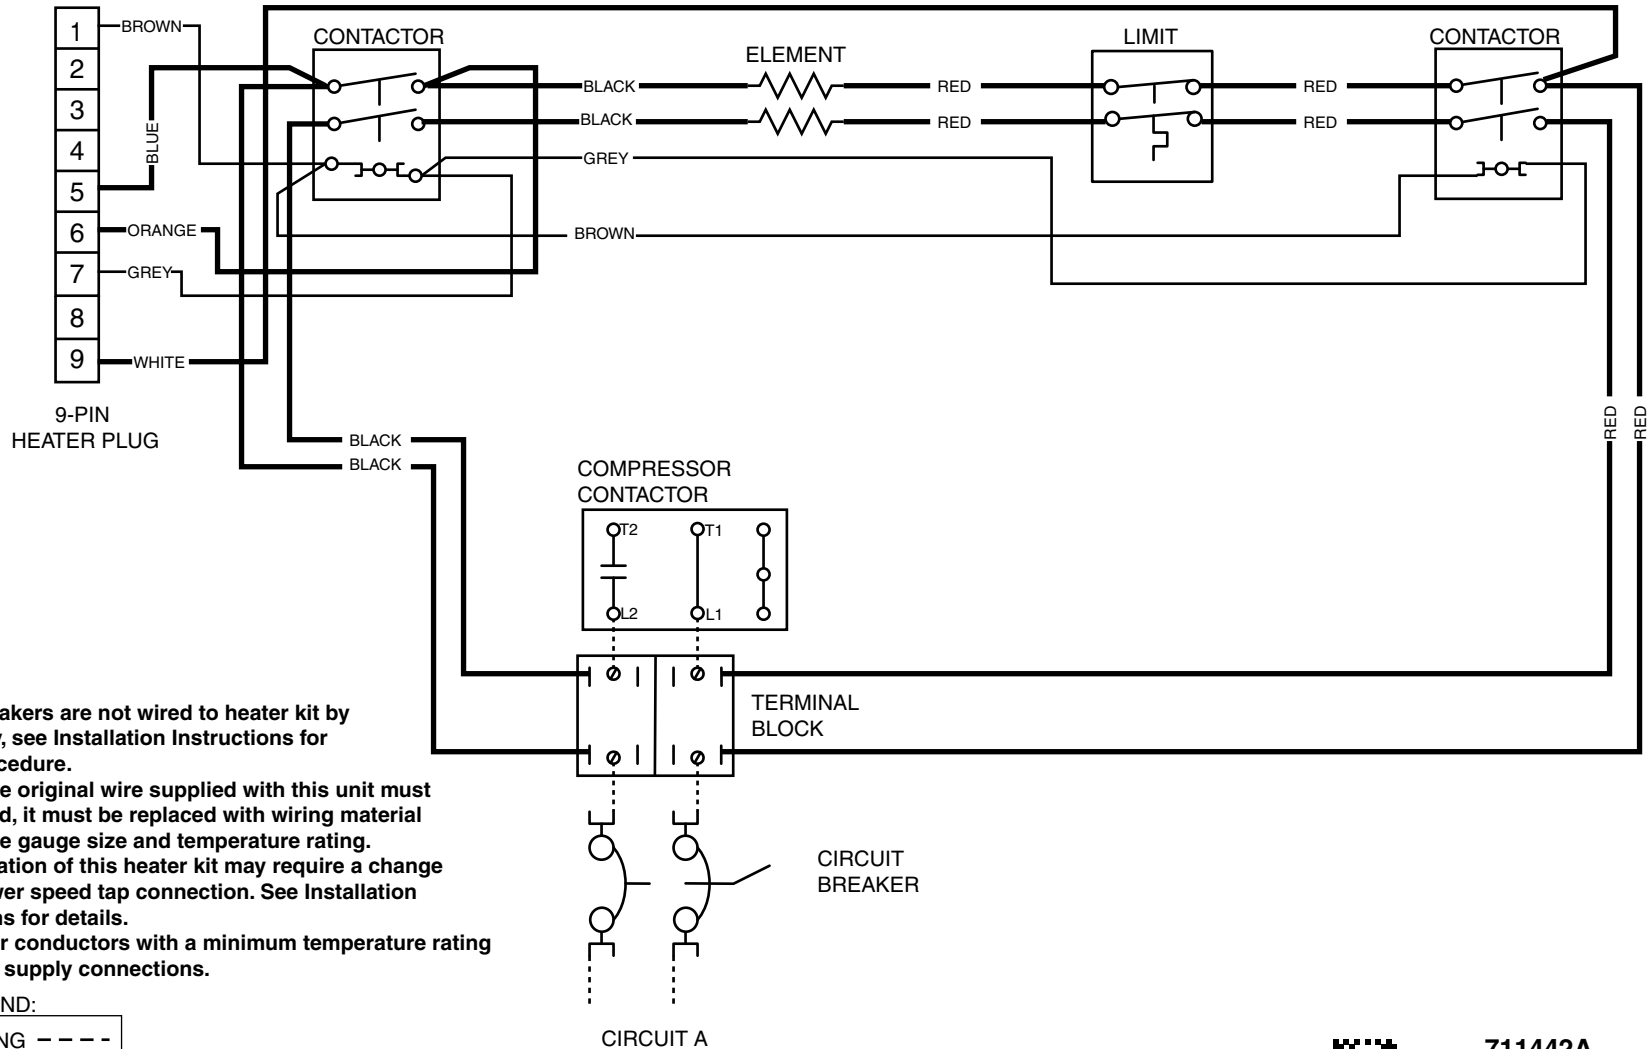 1
2
3
4
5
6
7
8
9
BROWN
BLUE
ORANGE
GREY
WHITE
9-PIN
HEATER PLUG
CONTACTOR
ELEMENT
LIMIT
CONTACTOR
BLACK
RED
RED
BLACK
RED
RED
GREY
BROWN
RED
RED
BLACK
BLACK
COMPRESSOR
CONTACTOR
T2
T1
L2
L1
TERMINAL
BLOCK
CIRCUIT
BREAKER
CIRCUIT A
akers are not wired to heater kit by
, see Installation Instructions for
cedure.
e original wire supplied with this unit must
d, it must be replaced with wiring material
e gauge size and temperature rating.
ation of this heater kit may require a change
wer speed tap connection. See Installation
ns for details.
r conductors with a minimum temperature rating
supply connections.
ND:
NG
711442A